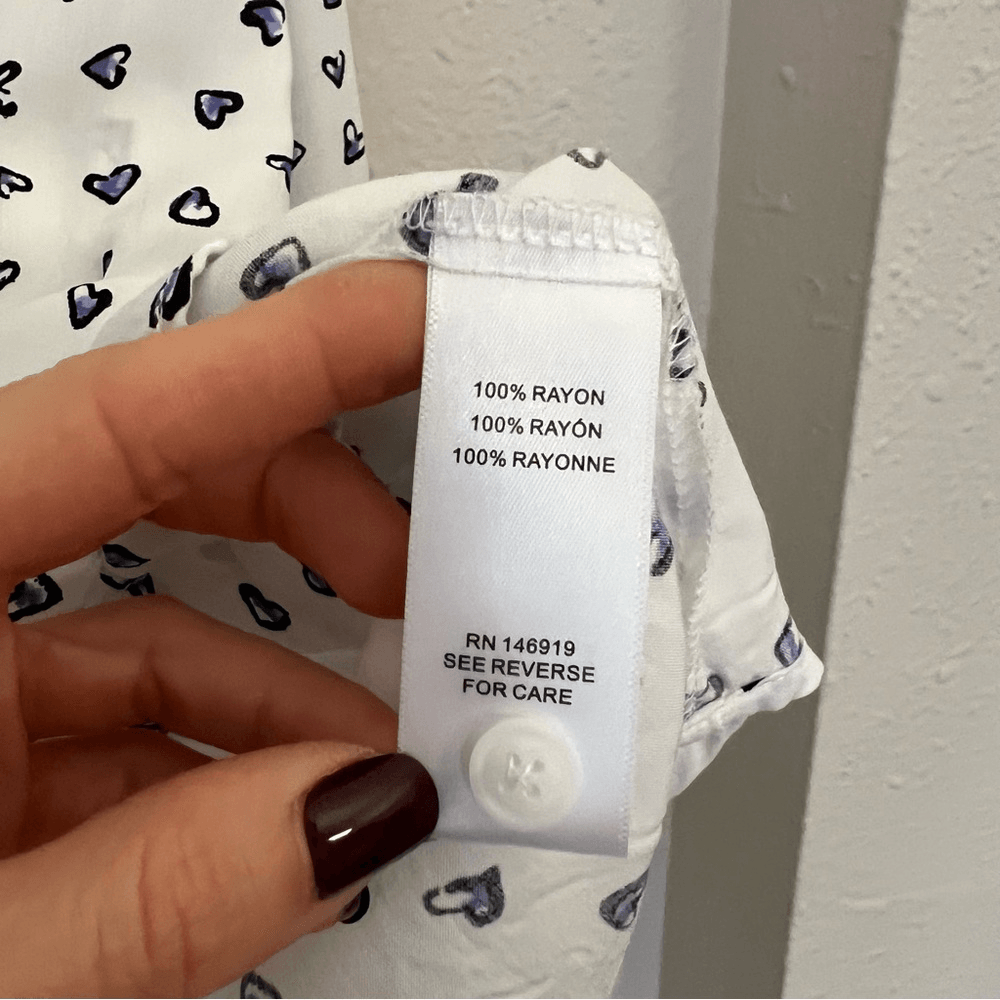 100% RAYON
100% RAYÓN
100% RAYONNE
RN 146919
SEE REVERSE
FOR CARE